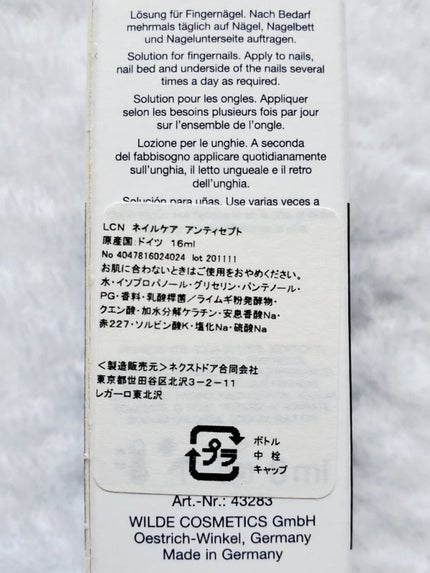 Lösung für Fingernägel. Nach Bedarf
mehrmals täglich auf Nägel, Nagelbett
und Nagelunterseite auftragen.
Solution for fingernails. Apply to nails,
nail bed and underside of the nails several
times a day as required.
Solution pour les ongles. Appliquer
selon les besoins plusieurs fois par jour
sur l'ensemble de l'ongle.
Lozione per le unghie. A seconda
del fabbisogno applicare quotidianamente
sull'unghia, il letto ungueale e il retro
dell'unghia.
Solución para uñas. Use varias veces a
LCN ネイルケア アンティセプト
原産国:ドイツ 16ml
No 4047816024024 lot 201111
お肌に合わないときはご使用をおやめください。
水・イソプロパノール・グリセリン・パンテノール・
PG・香料・乳酸桿菌/ライムギ粉発酵物・
クエン酸・加水分解ケラチン・安息香酸Na・
赤227・ソルビン酸K・塩化Na・硫酸Na
<製造販売元>ネクストドア合同会社
東京都世田谷区北沢3-2-11
レガーロ東北沢
プラ
ボトル
中 栓
キャップ
Art.-Nr.: 43283
WILDE COSMETICS GmbH
Oestrich-Winkel, Germany
Made in Germany